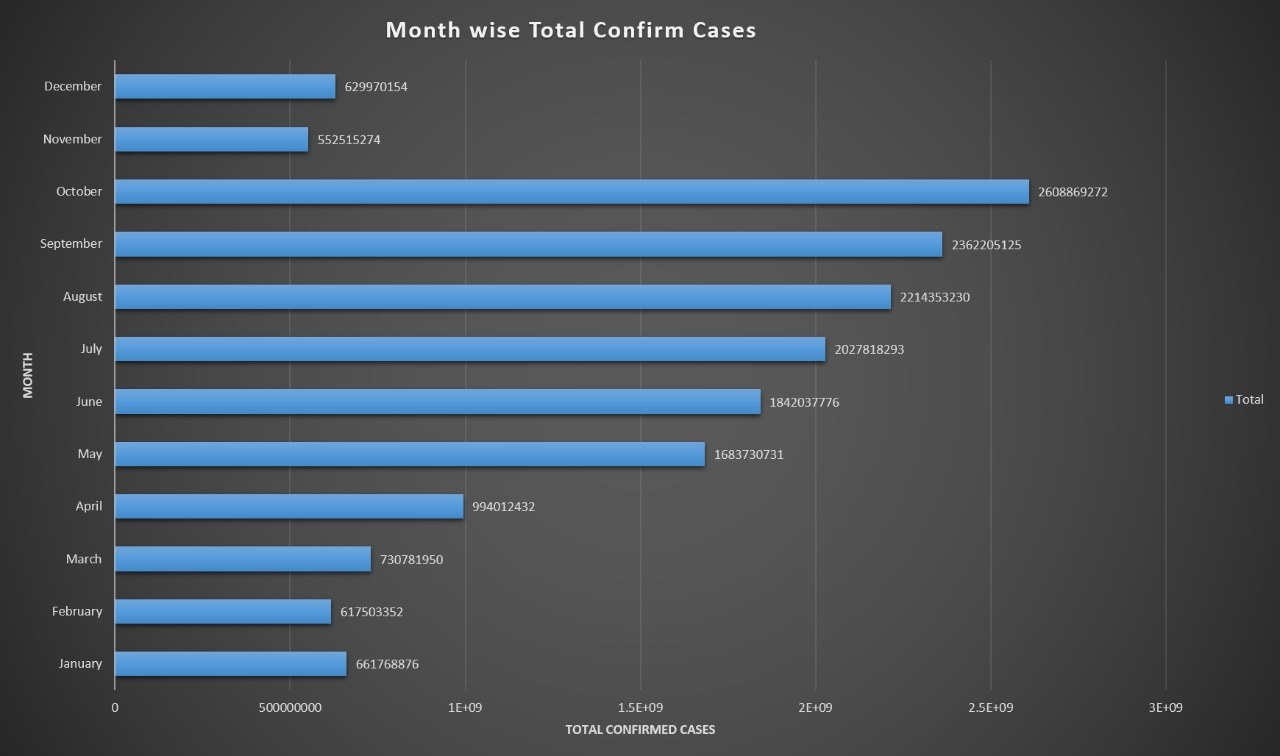 Month wise Total Confirm Cases
December 629970154
November 552515274
October 2608869272
September 2362205125
August 2214353230
July 2027818293
MONTH
June 1842037776
Total
May 1683730731
April 994012432
March 730781950
February 617503352
January 661768876
0 500000000 1E+09 1.5E+09 2E+09 2.5E+09 3E+09
TOTAL CONFIRMED CASES